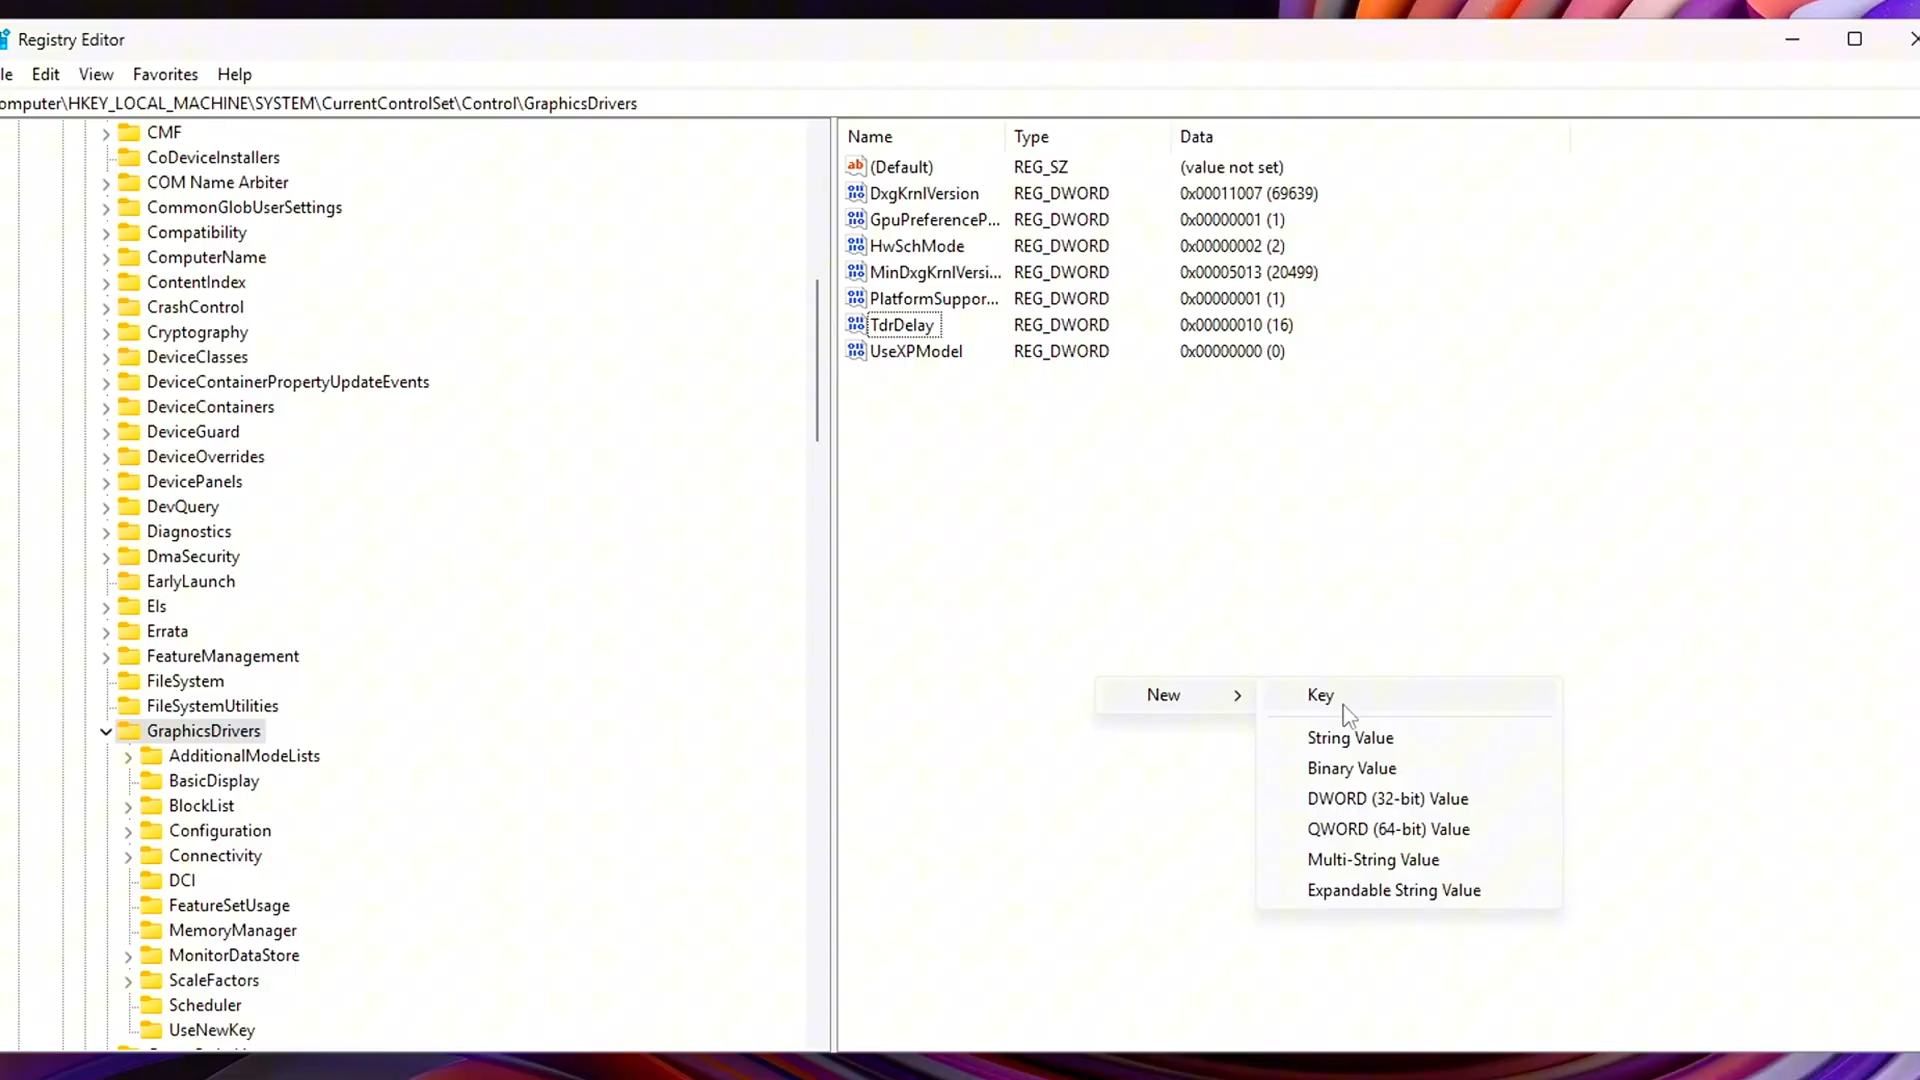 Registry Editor
le Edit View Favorites Help
omputer\HKEY_LOCAL_MACHINE\SYSTEM\CurrentControlSet\Control\GraphicsDrivers
CMF
CoDeviceInstallers
COM Name Arbiter
CommonGlobUserSettings
Compatibility
ComputerName
ContentIndex
CrashControl
Cryptography
DeviceClasses
DeviceContainerPropertyUpdateEvents
DeviceContainers
DeviceGuard
DeviceOverrides
DevicePanels
DevQuery
Diagnostics
DmaSecurity
EarlyLaunch
Els
Errata
FeatureManagement
FileSystem
FileSystemUtilities
GraphicsDrivers
AdditionalModeLists
BasicDisplay
BlockList
Configuration
Connectivity
DCI
FeatureSetUsage
MemoryManager
MonitorDataStore
ScaleFactors
Scheduler
UseNewKey
Name Type Data
(Default) REG_SZ (value not set)
DxgKrnlVersion REG_DWORD 0x00011007 (69639)
GpuPreferenceP... REG_DWORD 0x00000001 (1)
HwSchMode REG_DWORD 0x00000002 (2)
MinDxgKrnlVersi... REG_DWORD 0x00005013 (20499)
PlatformSuppor... REG_DWORD 0x00000001 (1)
TdrDelay REG_DWORD 0x00000010 (16)
UseXPModel REG_DWORD 0x00000000 (0)
New
Key
String Value
Binary Value
DWORD (32-bit) Value
QWORD (64-bit) Value
Multi-String Value
Expandable String Value